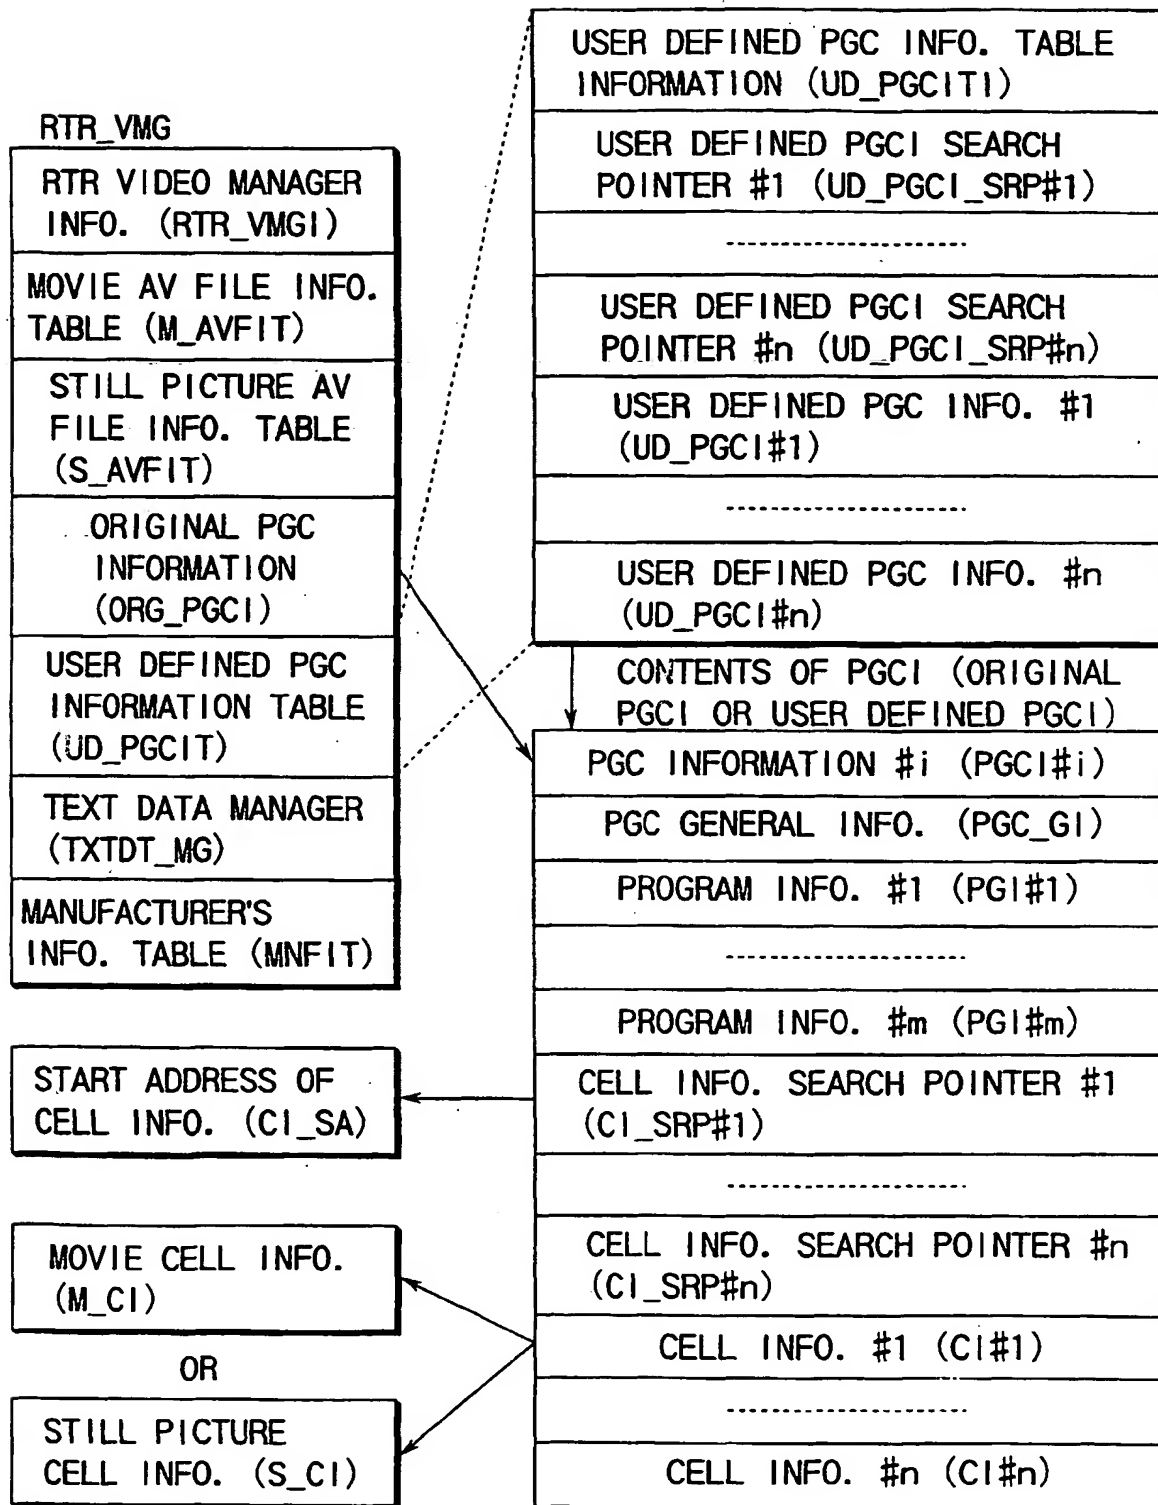 RTR_VMG
RTR VIDEO MANAGER
INFO. (RTR_VMGI)
MOVIE AV FILE INFO.
TABLE (M_AVFIT)
STILL PICTURE AV
FILE INFO. TABLE
(S_AVFIT)
ORIGINAL PGC
INFORMATION
(ORG_PGCI)
USER DEFINED PGC
INFORMATION TABLE
(UD_PGCIT)
TEXT DATA MANAGER
(TXTDT_MG)
MANUFACTURER'S
INFO. TABLE (MNFIT)
START ADDRESS OF
CELL INFO. (CI_SA)
MOVIE CELL INFO.
(M_CI)
OR
STILL PICTURE
CELL INFO. (S_CI)
USER DEFINED PGC INFO. TABLE
INFORMATION (UD_PGCITI)
USER DEFINED PGCI SEARCH
POINTER #1 (UD_PGCI_SRP#1)
USER DEFINED PGCI SEARCH
POINTER #n (UD_PGCI_SRP#n)
USER DEFINED PGC INFO. #1
(UD_PGCI#1)
USER DEFINED PGC INFO. #n
(UD_PGCI#n)
CONTENTS OF PGCI (ORIGINAL
PGCI OR USER DEFINED PGCI)
PGC INFORMATION #i (PGCI#i)
PGC GENERAL INFO. (PGC_GI)
PROGRAM INFO. #1 (PGI#1)
PROGRAM INFO. #m (PGI#m)
CELL INFO. SEARCH POINTER #1
(CI_SRP#1)
CELL INFO. SEARCH POINTER #n
(CI_SRP#n)
CELL INFO. #1 (CI#1)
CELL INFO. #n (CI#n)